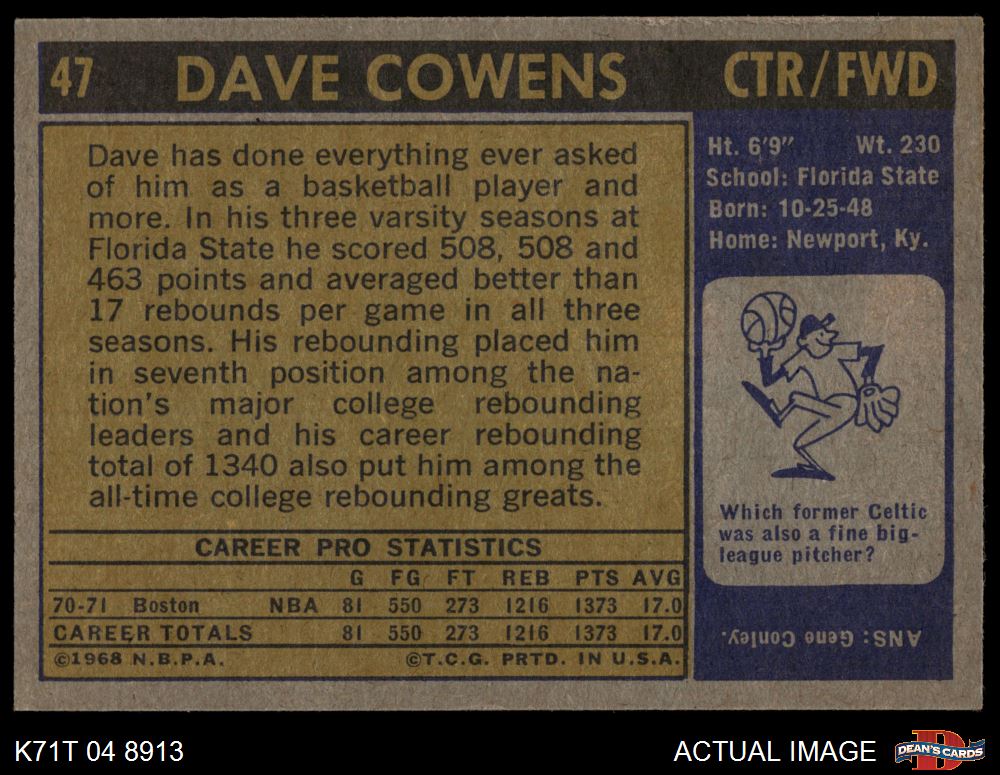 47 DAVE COWENS CTR/FWD
Dave has done everything ever asked
of him as a basketball player and
more. In his three varsity seasons at
Florida State he scored 508, 508 and
463 points and averaged better than
17 rebounds per game in all three
seasons. His rebounding placed him
in seventh position among the na-
tion's major college rebounding
leaders and his career rebounding
total of 1340 also put him among the
all-time college rebounding greats.
CAREER PRO STATISTICS
G FG FT REB PTS AVG
70-71 Boston NBA 81 550 273 1216 1373 17.0
CAREER TOTALS 81 550 273 1216 1373 17.0
©1968 N.B.P.A. ©T.C.G. PRTD. IN U.S.A.
Ht. 6'9" Wt. 230
School: Florida State
Born: 10-25-48
Home: Newport, Ky.
Which former Celtic
was also a fine big-
league pitcher?
ANS: Gene Conley.
K71T 04 8913
ACTUAL IMAGE
DEAN'S CARDS